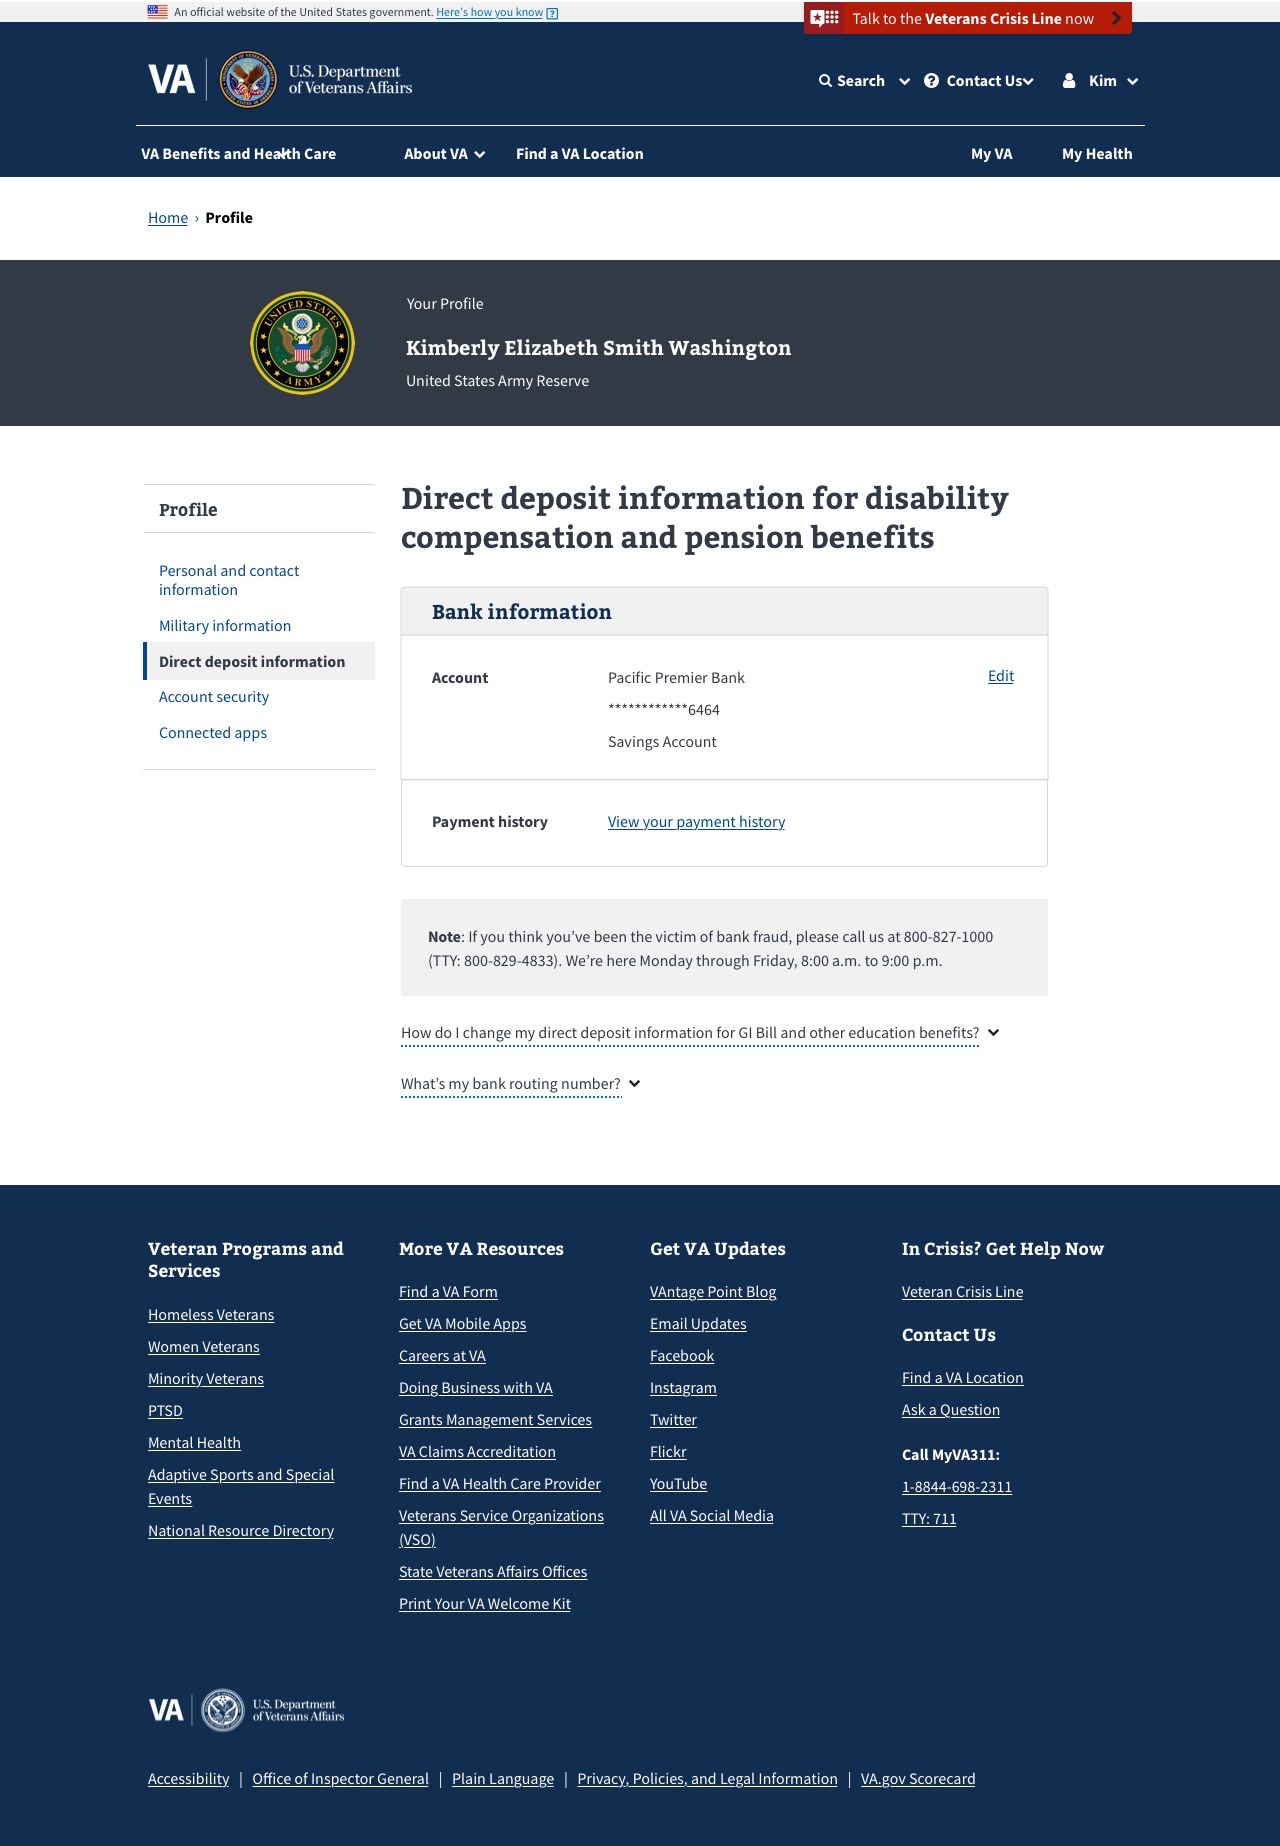 An official website of the United States government. Here's how you know
Talk to the Veterans Crisis Line now
VA
U.S. Department
of Veterans Affairs
Search
Contact Us
Kim
VA Benefits and Health Care
About VA
Find a VA Location
My VA
My Health
Home › Profile
UNITED STATES
ARMY
Your Profile
Kimberly Elizabeth Smith Washington
United States Army Reserve
Profile
Personal and contact
information
Military information
Direct deposit information
Account security
Connected apps
Direct deposit information for disability
compensation and pension benefits
Bank information
Account
Pacific Premier Bank
Edit
************6464
Savings Account
Payment history
View your payment history
Note: If you think you’ve been the victim of bank fraud, please call us at 800-827-1000
(TTY: 800-829-4833). We’re here Monday through Friday, 8:00 a.m. to 9:00 p.m.
How do I change my direct deposit information for GI Bill and other education benefits?
What’s my bank routing number?
Veteran Programs and
Services
Homeless Veterans
Women Veterans
Minority Veterans
PTSD
Mental Health
Adaptive Sports and Special
Events
National Resource Directory
More VA Resources
Find a VA Form
Get VA Mobile Apps
Careers at VA
Doing Business with VA
Grants Management Services
VA Claims Accreditation
Find a VA Health Care Provider
Veterans Service Organizations
(VSO)
State Veterans Affairs Offices
Print Your VA Welcome Kit
Get VA Updates
VAntage Point Blog
Email Updates
Facebook
Instagram
Twitter
Flickr
YouTube
All VA Social Media
In Crisis? Get Help Now
Veteran Crisis Line
Contact Us
Find a VA Location
Ask a Question
Call MyVA311:
1-8844-698-2311
TTY: 711
VA
U.S. Department
of Veterans Affairs
Accessibility | Office of Inspector General | Plain Language | Privacy, Policies, and Legal Information | VA.gov Scorecard